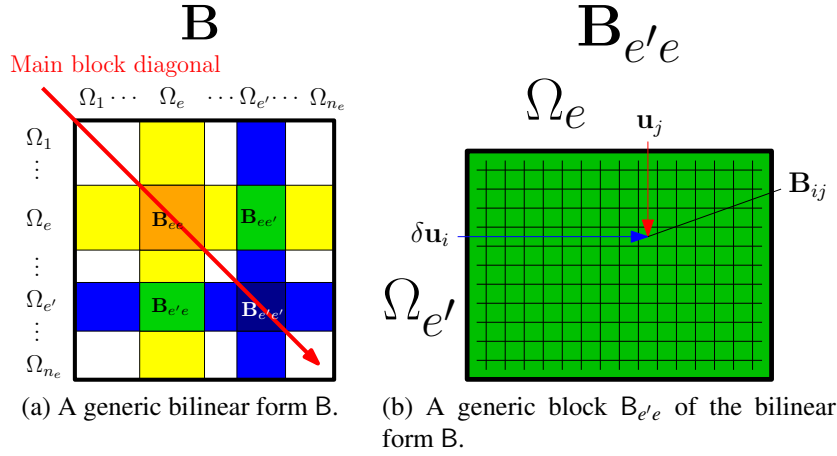 B
Main block diagonal
Ω₁ ··· Ωₑ ··· Ωₑ′ ··· Ωₙₑ
Ω₁
⋮
Ωₑ
Bₑₑ
Bₑₑ′
⋮
Ωₑ′
Bₑ′ₑ
Bₑ′ₑ′
⋮
Ωₙₑ
(a) A generic bilinear form B.
Bₑ′ₑ
Ωₑ
uⱼ
Bᵢⱼ
δuᵢ
Ωₑ′
(b) A generic block Bₑ′ₑ of the bilinear
form B.